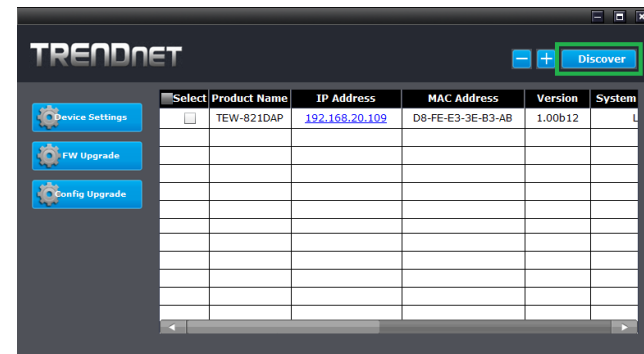 TRENDnET
Discover
Select Product Name IP Address MAC Address Version System
TEW-821DAP 192.168.20.109 D8-FE-E3-3E-B3-AB 1.00b12 L
Device Settings
FW Upgrade
Config Upgrade